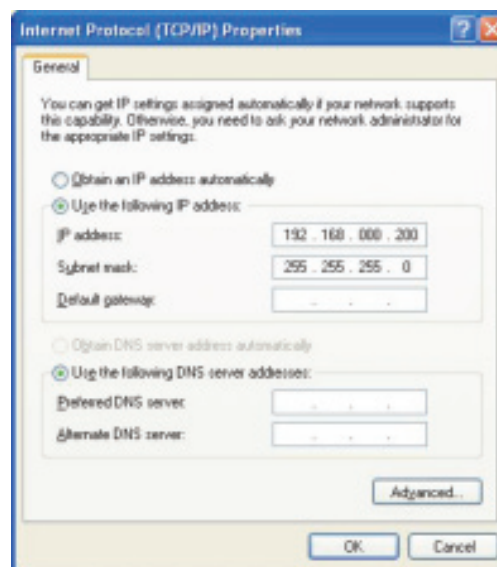 Internet Protocol (TCP/IP) Properties
General
You can get IP settings assigned automatically if your network supports
this capability. Otherwise, you need to ask your network administrator for
the appropriate IP settings.
Obtain an IP address automatically
Use the following IP address:
IP address: 192 . 168 . 000 . 200
Subnet mask: 255 . 255 . 255 . 0
Default gateway: . . .
Obtain DNS server address automatically
Use the following DNS server addresses:
Preferred DNS server: . . .
Alternate DNS server: . . .
Advanced...
OK Cancel